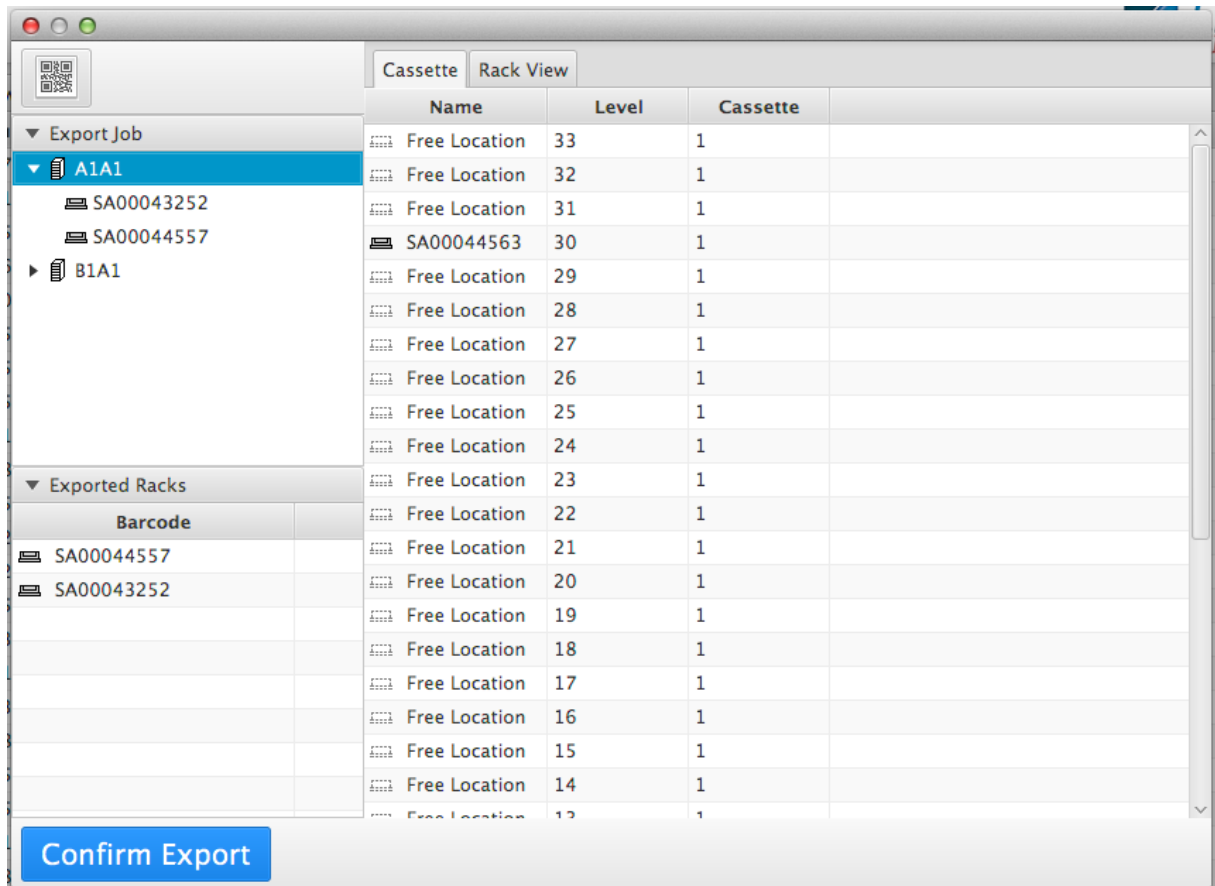 Cassette Rack View
Name Level Cassette
Export Job
A1A1
SA00043252
SA00044557
B1A1
Free Location 33 1
Free Location 32 1
Free Location 31 1
SA00044563 30 1
Free Location 29 1
Free Location 28 1
Free Location 27 1
Free Location 26 1
Free Location 25 1
Free Location 24 1
Free Location 23 1
Free Location 22 1
Free Location 21 1
Free Location 20 1
Free Location 19 1
Free Location 18 1
Free Location 17 1
Free Location 16 1
Free Location 15 1
Free Location 14 1
Free Location 13 1
Exported Racks
Barcode
SA00044557
SA00043252
Confirm Export